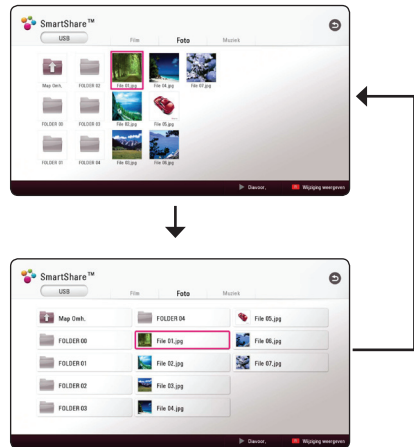 SmartShare™
USB
Film Foto Muziek
Map Omh. FOLDER 02 File 01.jpg File 04.jpg File 07.jpg
FOLDER 00 FOLDER 03 File 02.jpg File 05.jpg
FOLDER 01 FOLDER 04 File 03.jpg File 06.jpg
Diavoor. Wijziging weergeven
SmartShare™
USB
Film Foto Muziek
Map Omh. FOLDER 04 File 05.jpg
FOLDER 00 File 01.jpg File 06.jpg
FOLDER 01 File 02.jpg File 07.jpg
FOLDER 02 File 03.jpg
FOLDER 03 File 04.jpg
Diavoor. Wijziging weergeven